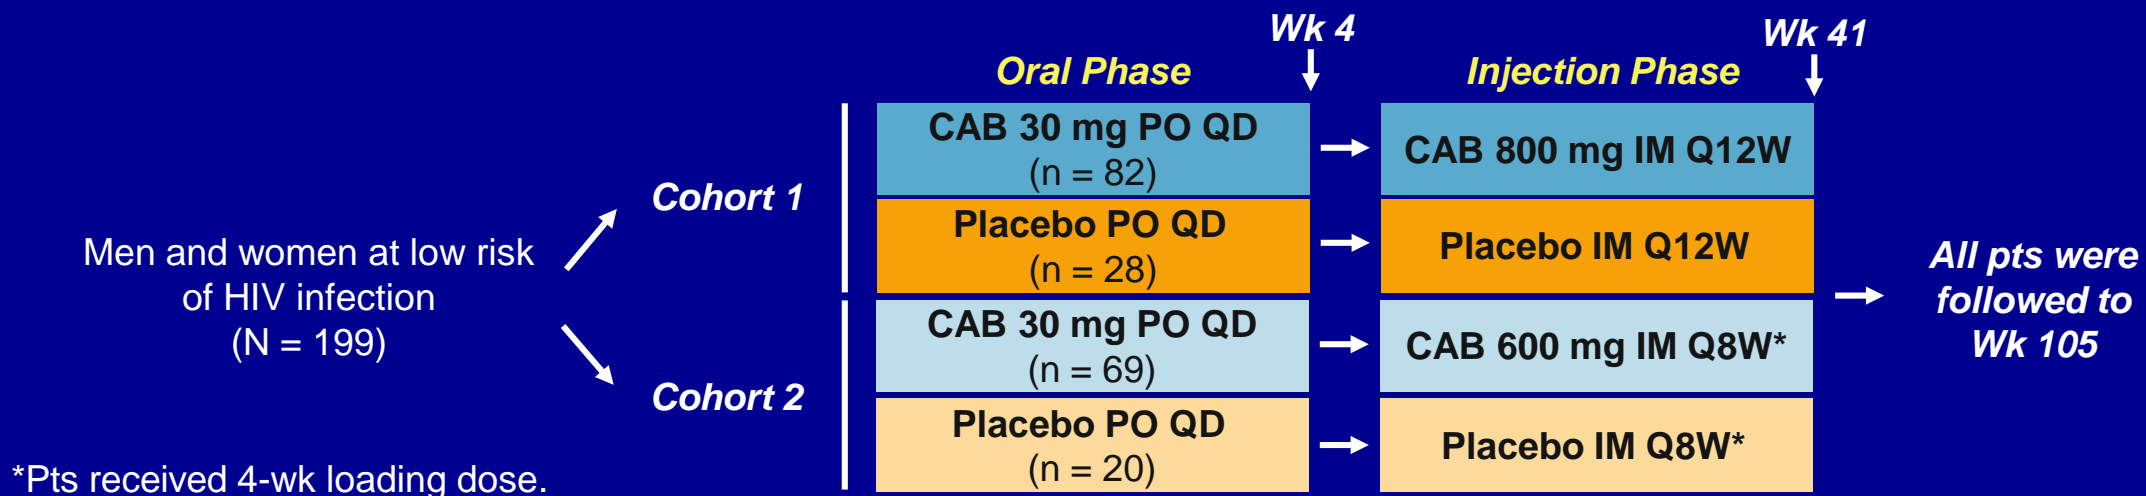 Wk 4
Wk 41
Oral Phase
Injection Phase
Men and women at low risk
of HIV infection
(N = 199)
Cohort 1
CAB 30 mg PO QD
(n = 82)
CAB 800 mg IM Q12W
Placebo PO QD
(n = 28)
Placebo IM Q12W
Cohort 2
CAB 30 mg PO QD
(n = 69)
CAB 600 mg IM Q8W*
Placebo PO QD
(n = 20)
Placebo IM Q8W*
All pts were
followed to
Wk 105
*Pts received 4-wk loading dose.